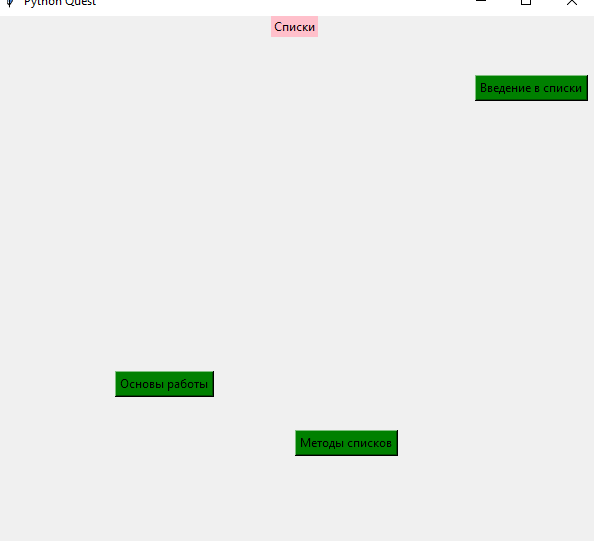 Python Quest
Списки
Введение в списки
Основы работы
Методы списков